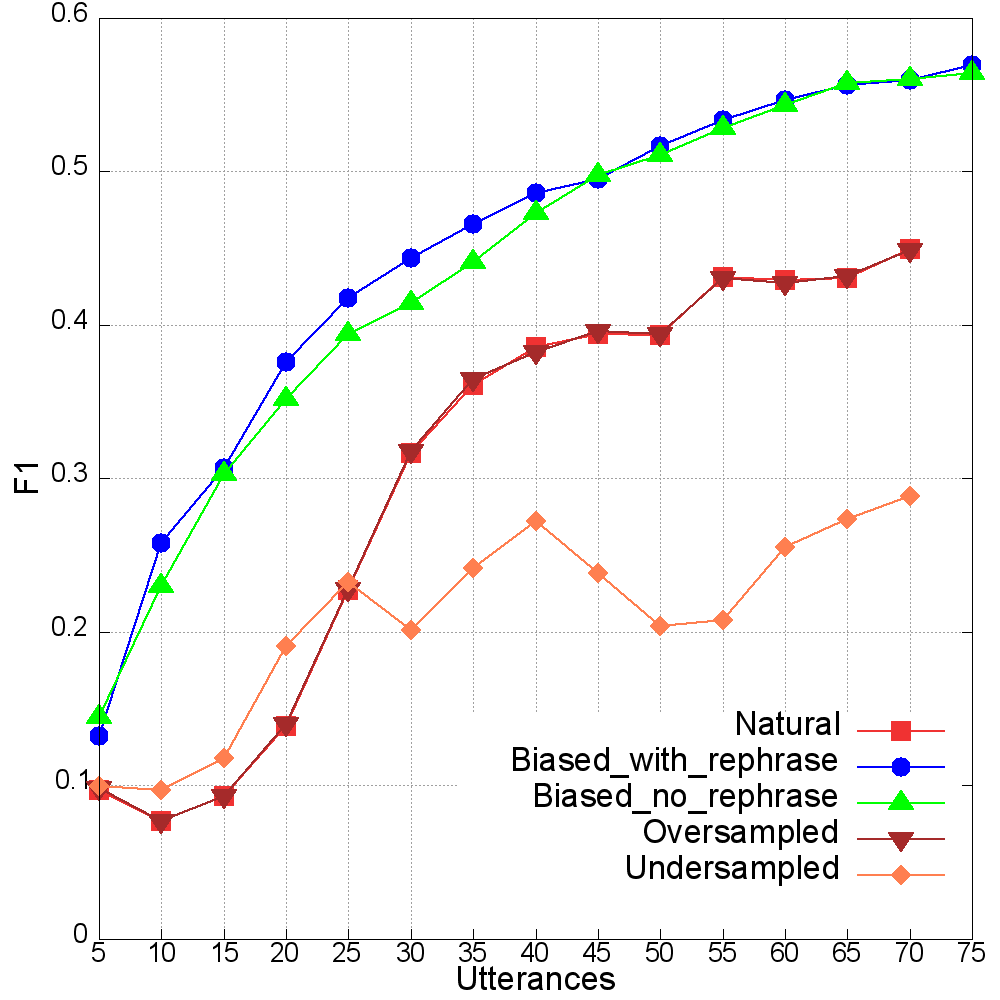 0.6
0.5
0.4
0.3
0.2
0.1
0
F1
Natural
Biased_with_rephrase
Biased_no_rephrase
Oversampled
Undersampled
5 10 15 20 25 30 35 40 45 50 55 60 65 70 75
Utterances